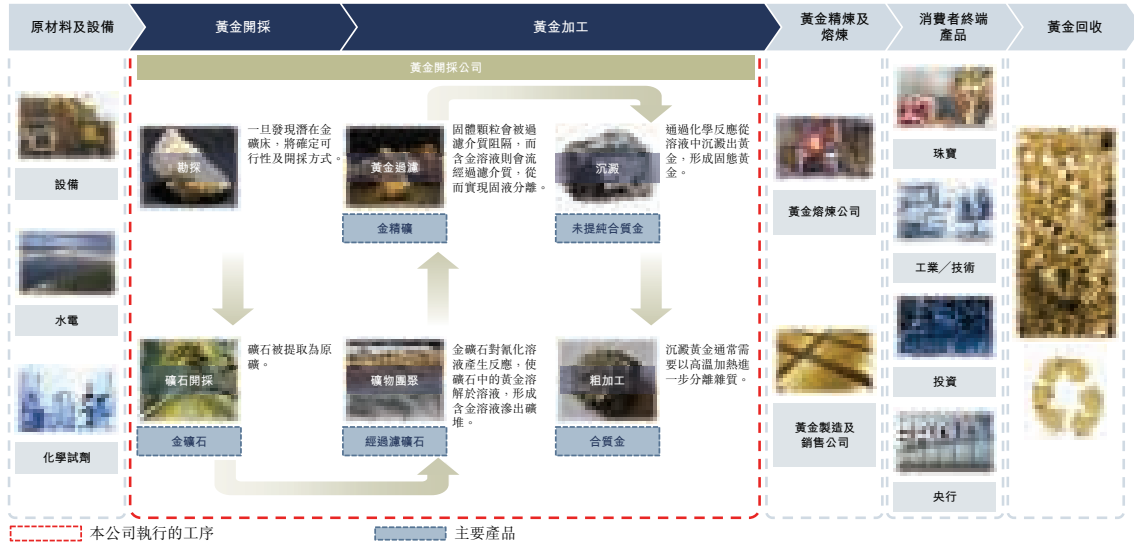 原材料及設備
黃金開採
黃金加工
黃金精煉及
熔煉
消費者終端
產品
黃金回收
黃金開採公司
設備
水電
化學試劑
勘探
一旦發現潛在金
礦床，將確定可
行性及開採方式。
礦石開採
金礦石
礦石被提取為原
礦。
黃金過濾
金精礦
固體顆粒會被過
濾介質阻隔，而
含金溶液則會流
經過濾介質，從
而實現固液分離。
礦物團聚
經過濾礦石
金礦石對氰化溶
液產生反應，使
礦石中的黃金溶
解於溶液，形成
含金溶液滲出礦
堆。
沉澱
未提純合質金
通過化學反應從
溶液中沉澱出黃
金，形成固態黃
金。
粗加工
合質金
沉澱黃金通常需
要以高溫加熱進
一步分離雜質。
黃金熔煉公司
黃金製造及
銷售公司
珠寶
工業／技術
投資
央行
本公司執行的工序
主要產品